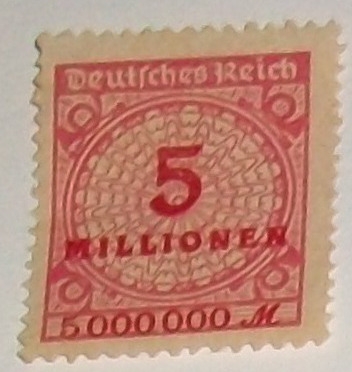 Deutsches Reich
5
MILLIONEN
5000000 M